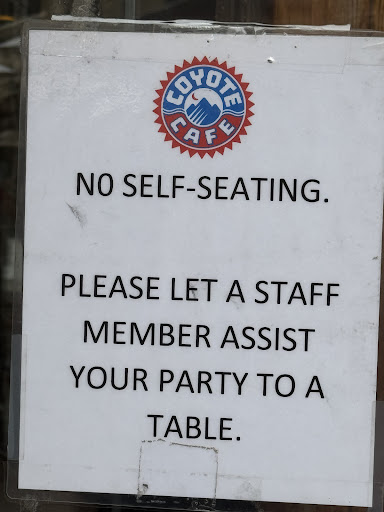 COYOTE
CAFE
NO SELF-SEATING.
PLEASE LET A STAFF
MEMBER ASSIST
YOUR PARTY TO A
TABLE.